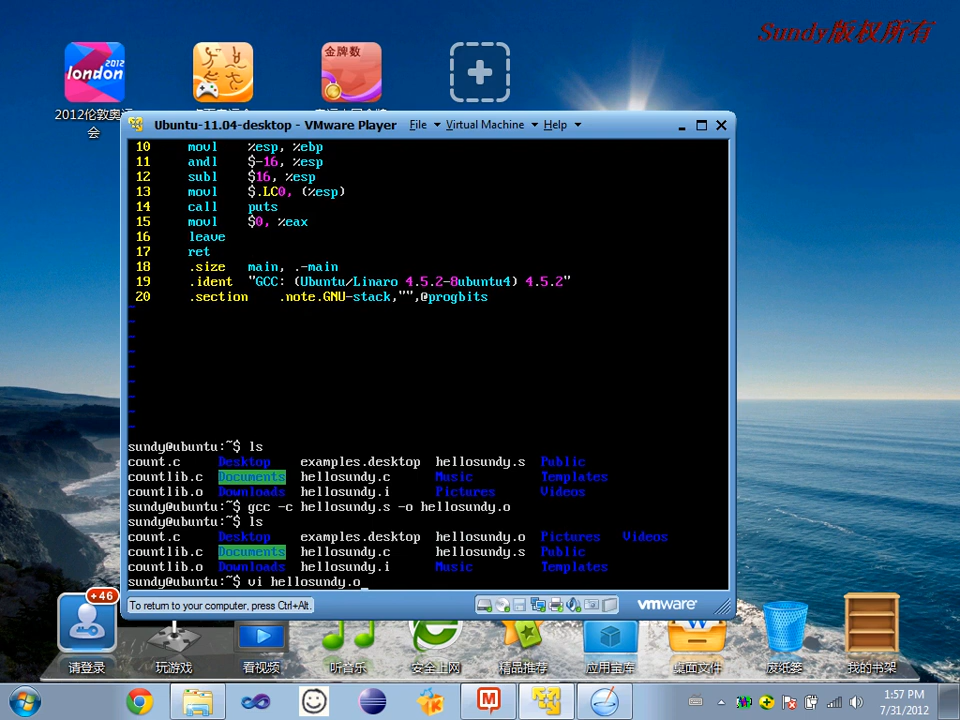 Sundy版权所有
london
2012
金牌数
2012伦敦奥运
会
Ubuntu-11.04-desktop - VMware Player File Virtual Machine Help
10 movl %esp, %ebp
11 andl $-16, %esp
12 subl $16, %esp
13 movl $.LC0, (%esp)
14 call puts
15 movl $0, %eax
16 leave
17 ret
18 .size main, .-main
19 .ident "GCC: (Ubuntu/Linaro 4.5.2-8ubuntu4) 4.5.2"
20 .section .note.GNU-stack,"",@progbits
~
~
~
~
~
~
~
~
~
sundy@ubuntu:~$ ls
count.c Desktop examples.desktop hellosundy.s Public
countlib.c Documents hellosundy.c Music Templates
countlib.o Downloads hellosundy.i Pictures Videos
sundy@ubuntu:~$ gcc -c hellosundy.s -o hellosundy.o
sundy@ubuntu:~$ ls
count.c Desktop examples.desktop hellosundy.o Pictures Videos
countlib.c Documents hellosundy.c hellosundy.s Public
countlib.o Downloads hellosundy.i Music Templates
sundy@ubuntu:~$ vi hellosundy.o_
To return to your computer, press Ctrl+Alt.
vmware
+46
请登录 玩游戏 看视频 听音乐 安全上网 精品推荐 应用宝库 桌面文件 废纸篓 我的书架
1:57 PM
7/31/2012